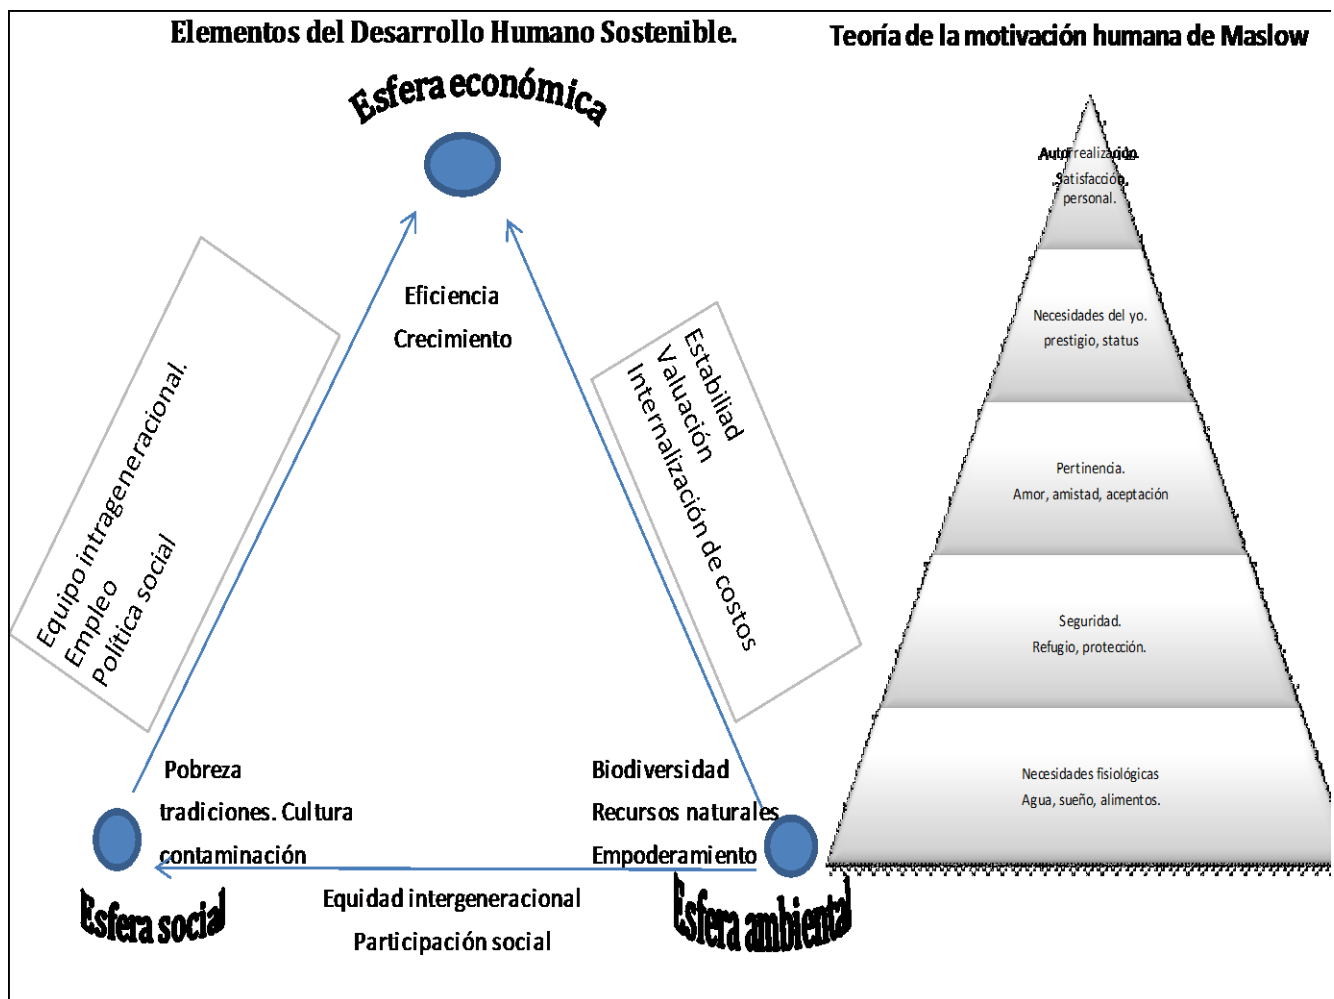 Elementos del Desarrollo Humano Sostenible.
Esfera económica
Eficiencia
Crecimiento
Equipo intrageneracional.
Empleo
Política social
Estabiliad
Valuación
Internalización de costos
Pobreza
tradiciones. Cultura
contaminación
Biodiversidad
Recursos naturales
Empoderamiento
Esfera social
Equidad intergeneracional
Participación social
Esfera ambiental
Teoría de la motivación humana de Maslow
Autorrealización.
Satisfacción
personal.
Necesidades del yo.
prestigio, status
Pertinencia.
Amor, amistad, aceptación
Seguridad.
Refugio, protección.
Necesidades fisiológicas
Agua, sueño, alimentos.